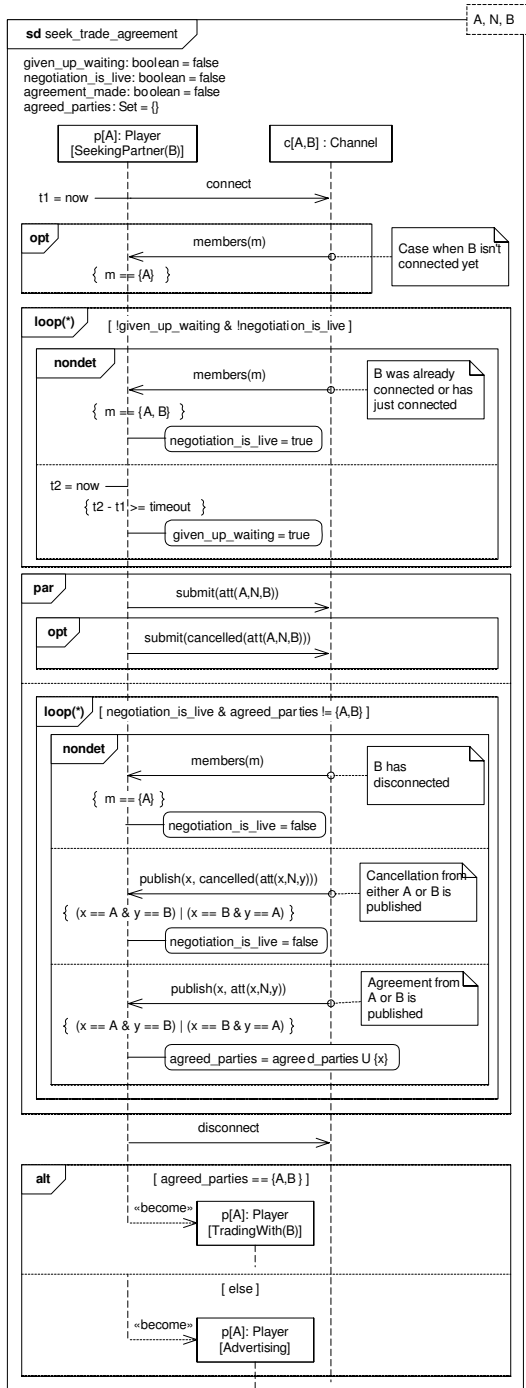 A, N, B
sd seek_trade_agreement
given_up_waiting: boolean = false
negotiation_is_live: boolean = false
agreement_made: boolean = false
agreed_parties: Set = {}
p[A]: Player
[SeekingPartner(B)]
c[A,B] : Channel
connect
t1 = now
opt
members(m)
{ m == {A} }
Case when B isn't
connected yet
loop(*) [ !given_up_waiting & !negotiation_is_live ]
nondet
members(m)
{ m == {A, B} }
negotiation_is_live = true
B was already
connected or has
just connected
t2 = now
{ t2 - t1 >= timeout }
given_up_waiting = true
par
submit(att(A,N,B))
opt
submit(cancelled(att(A,N,B)))
loop(*) [ negotiation_is_live & agreed_parties != {A,B} ]
nondet
members(m)
{ m == {A} }
negotiation_is_live = false
B has
disconnected
publish(x, cancelled(att(x,N,y)))
{ (x == A & y == B) | (x == B & y == A) }
negotiation_is_live = false
Cancellation from
either A or B is
published
publish(x, att(x,N,y))
{ (x == A & y == B) | (x == B & y == A) }
agreed_parties = agreed_parties U {x}
Agreement from
A or B is
published
disconnect
alt
[ agreed_parties == {A,B} ]
«become»
p[A]: Player
[TradingWith(B)]
[ else ]
«become»
p[A]: Player
[Advertising]